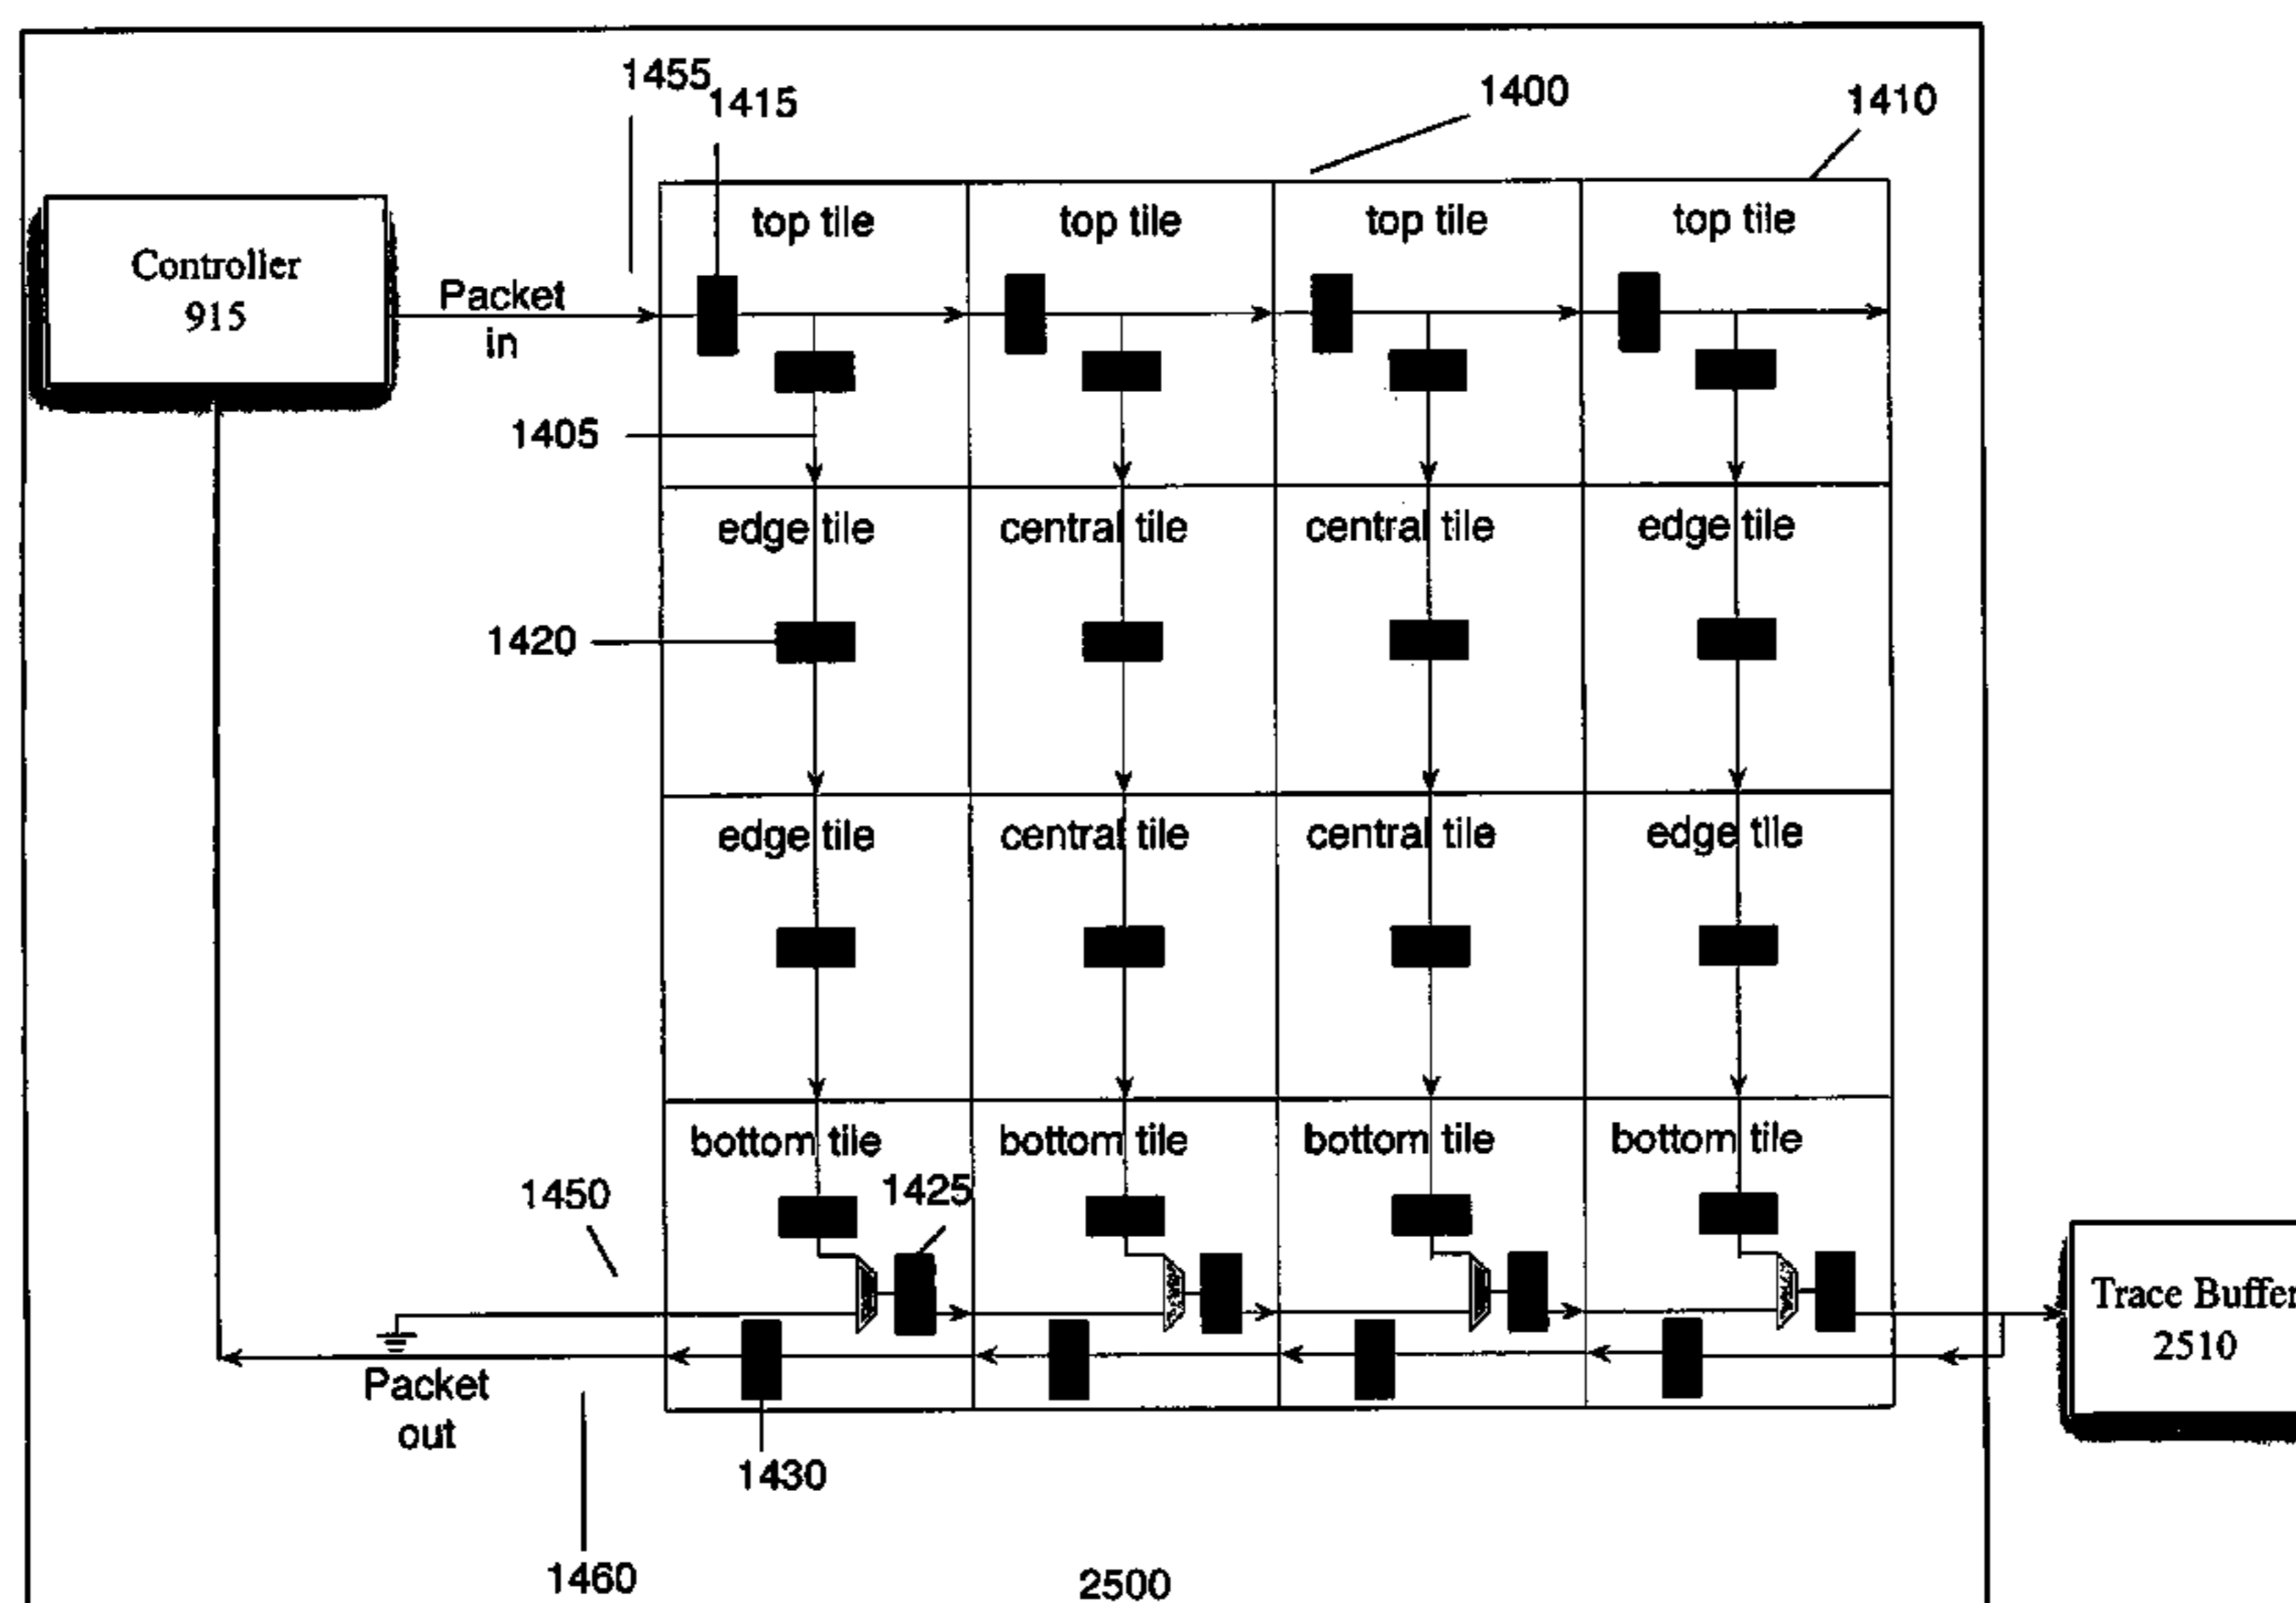 1455
1415
1400
1410
top tile
top tile
top tile
top tile
Controller
915
Packet
in
1405
edge tile
central tile
central tile
edge tile
1420
edge tile
central tile
central tile
edge tile
bottom tile
bottom tile
bottom tile
bottom tile
1450
1425
Trace Buffer
2510
Packet
out
1430
1460
2500